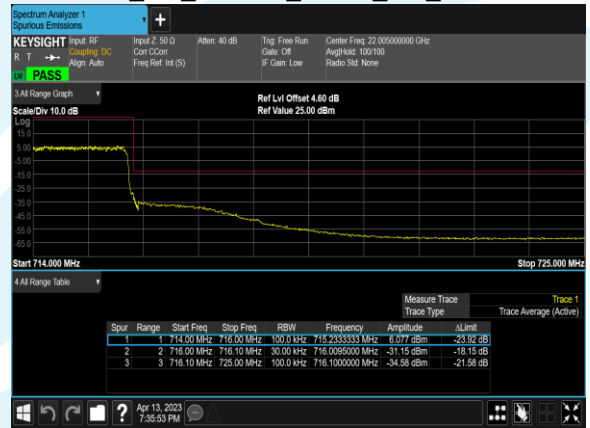 Spectrum Analyzer 1
Spurious Emissions
+
KEYSIGHT Input: RF Input Z: 50 Ω Atten: 40 dB Trig: Free Run Center Freq: 22.005000000 GHz
R T Coupling: DC Corr CCorr Gate: Off Avg|Hold: 100/100
Align: Auto Freq Ref: Int (S) IF Gain: Low Radio Std: None
PASS
3 All Range Graph
Scale/Div 10.0 dB
Ref Lvl Offset 4.60 dB
Ref Value 25.00 dBm
Log
15.0
5.00
-5.00
-15.0
-25.0
-35.0
-45.0
-55.0
-65.0
Start 714.000 MHz Stop 725.000 MHz
4 All Range Table
Measure Trace Trace 1
Trace Type Trace Average (Active)
Spur Range Start Freq Stop Freq RBW Frequency Amplitude ΔLimit
1 1 714.00 MHz 716.00 MHz 100.0 kHz 715.2333333 MHz 6.077 dBm -23.92 dB
2 2 716.00 MHz 716.10 MHz 30.00 kHz 716.0095000 MHz -31.15 dBm -18.15 dB
3 3 716.10 MHz 725.00 MHz 100.0 kHz 716.1000000 MHz -34.58 dBm -21.58 dB
? Apr 13, 2023
7:35:53 PM